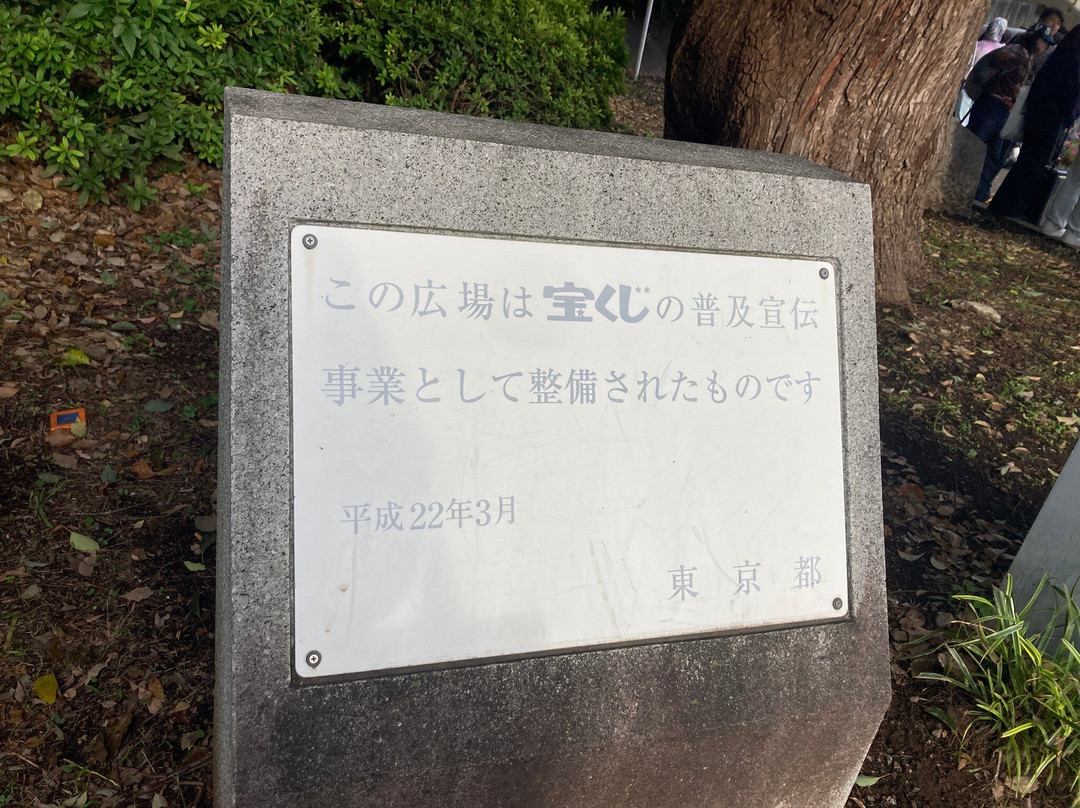 この広場は宝くじの普及宣伝
事業として整備されたものです
平成22年3月
東京都